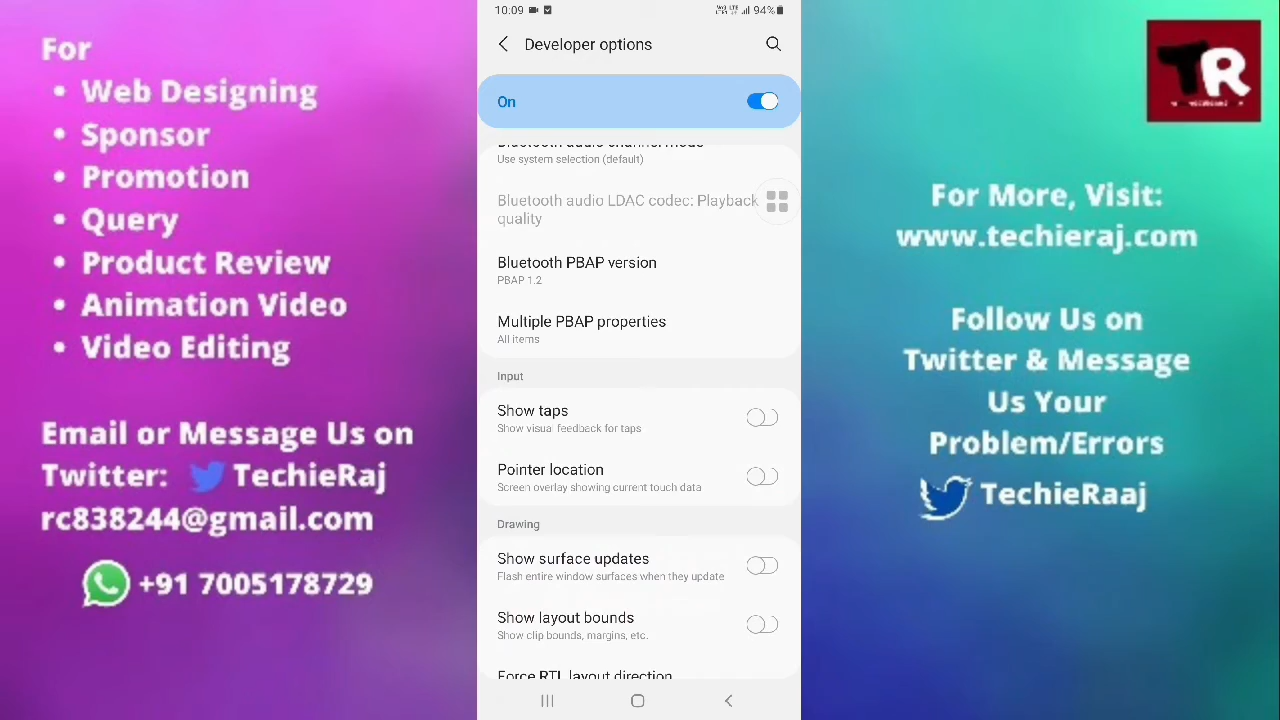 For
• Web Designing
• Sponsor
• Promotion
• Query
• Product Review
• Animation Video
• Video Editing
Email or Message Us on
Twitter: TechieRaj
rc838244@gmail.com
+91 7005178729
10:09
94%
Developer options
On
Bluetooth audio channel mode
Use system selection (default)
Bluetooth audio LDAC codec: Playback
quality
Bluetooth PBAP version
PBAP 1.2
Multiple PBAP properties
All items
Input
Show taps
Show visual feedback for taps
Pointer location
Screen overlay showing current touch data
Drawing
Show surface updates
Flash entire window surfaces when they update
Show layout bounds
Show clip bounds, margins, etc.
Force RTL layout direction
TR
For More, Visit:
www.techieraj.com
Follow Us on
Twitter & Message
Us Your
Problem/Errors
TechieRaaj